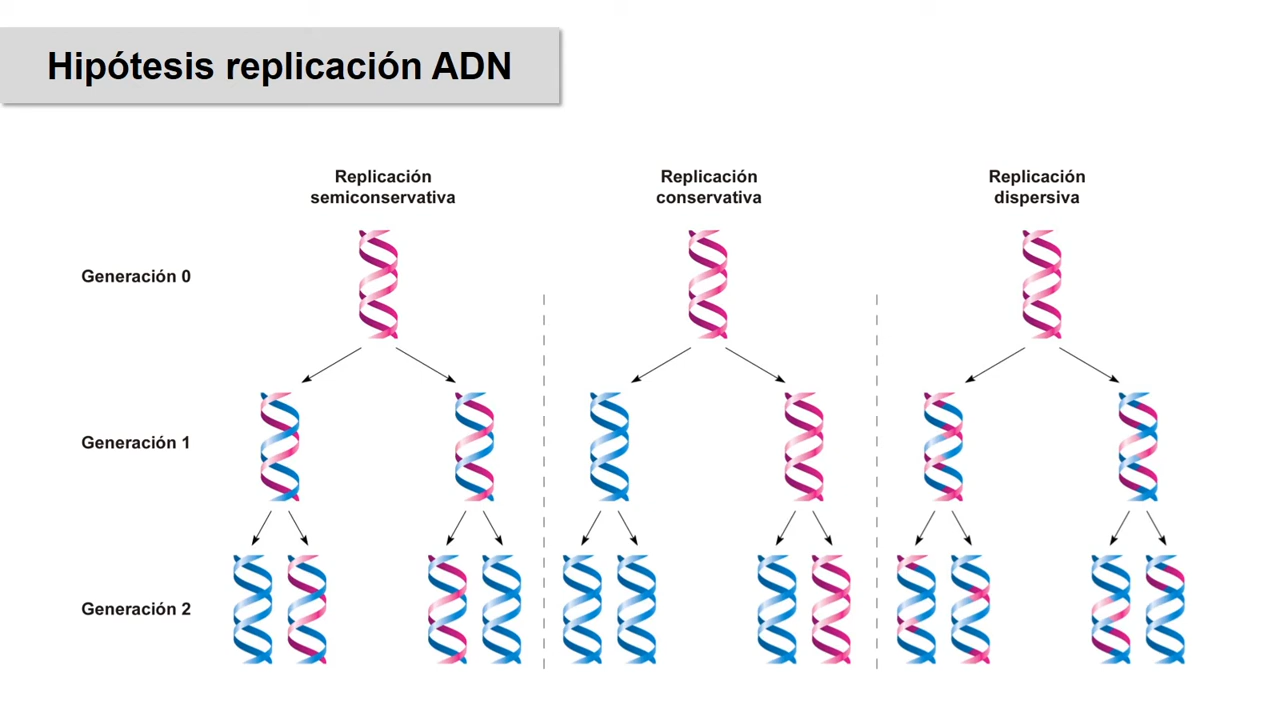 Hipótesis replicación ADN
Replicación
semiconservativa
Replicación
conservativa
Replicación
dispersiva
Generación 0
Generación 1
Generación 2